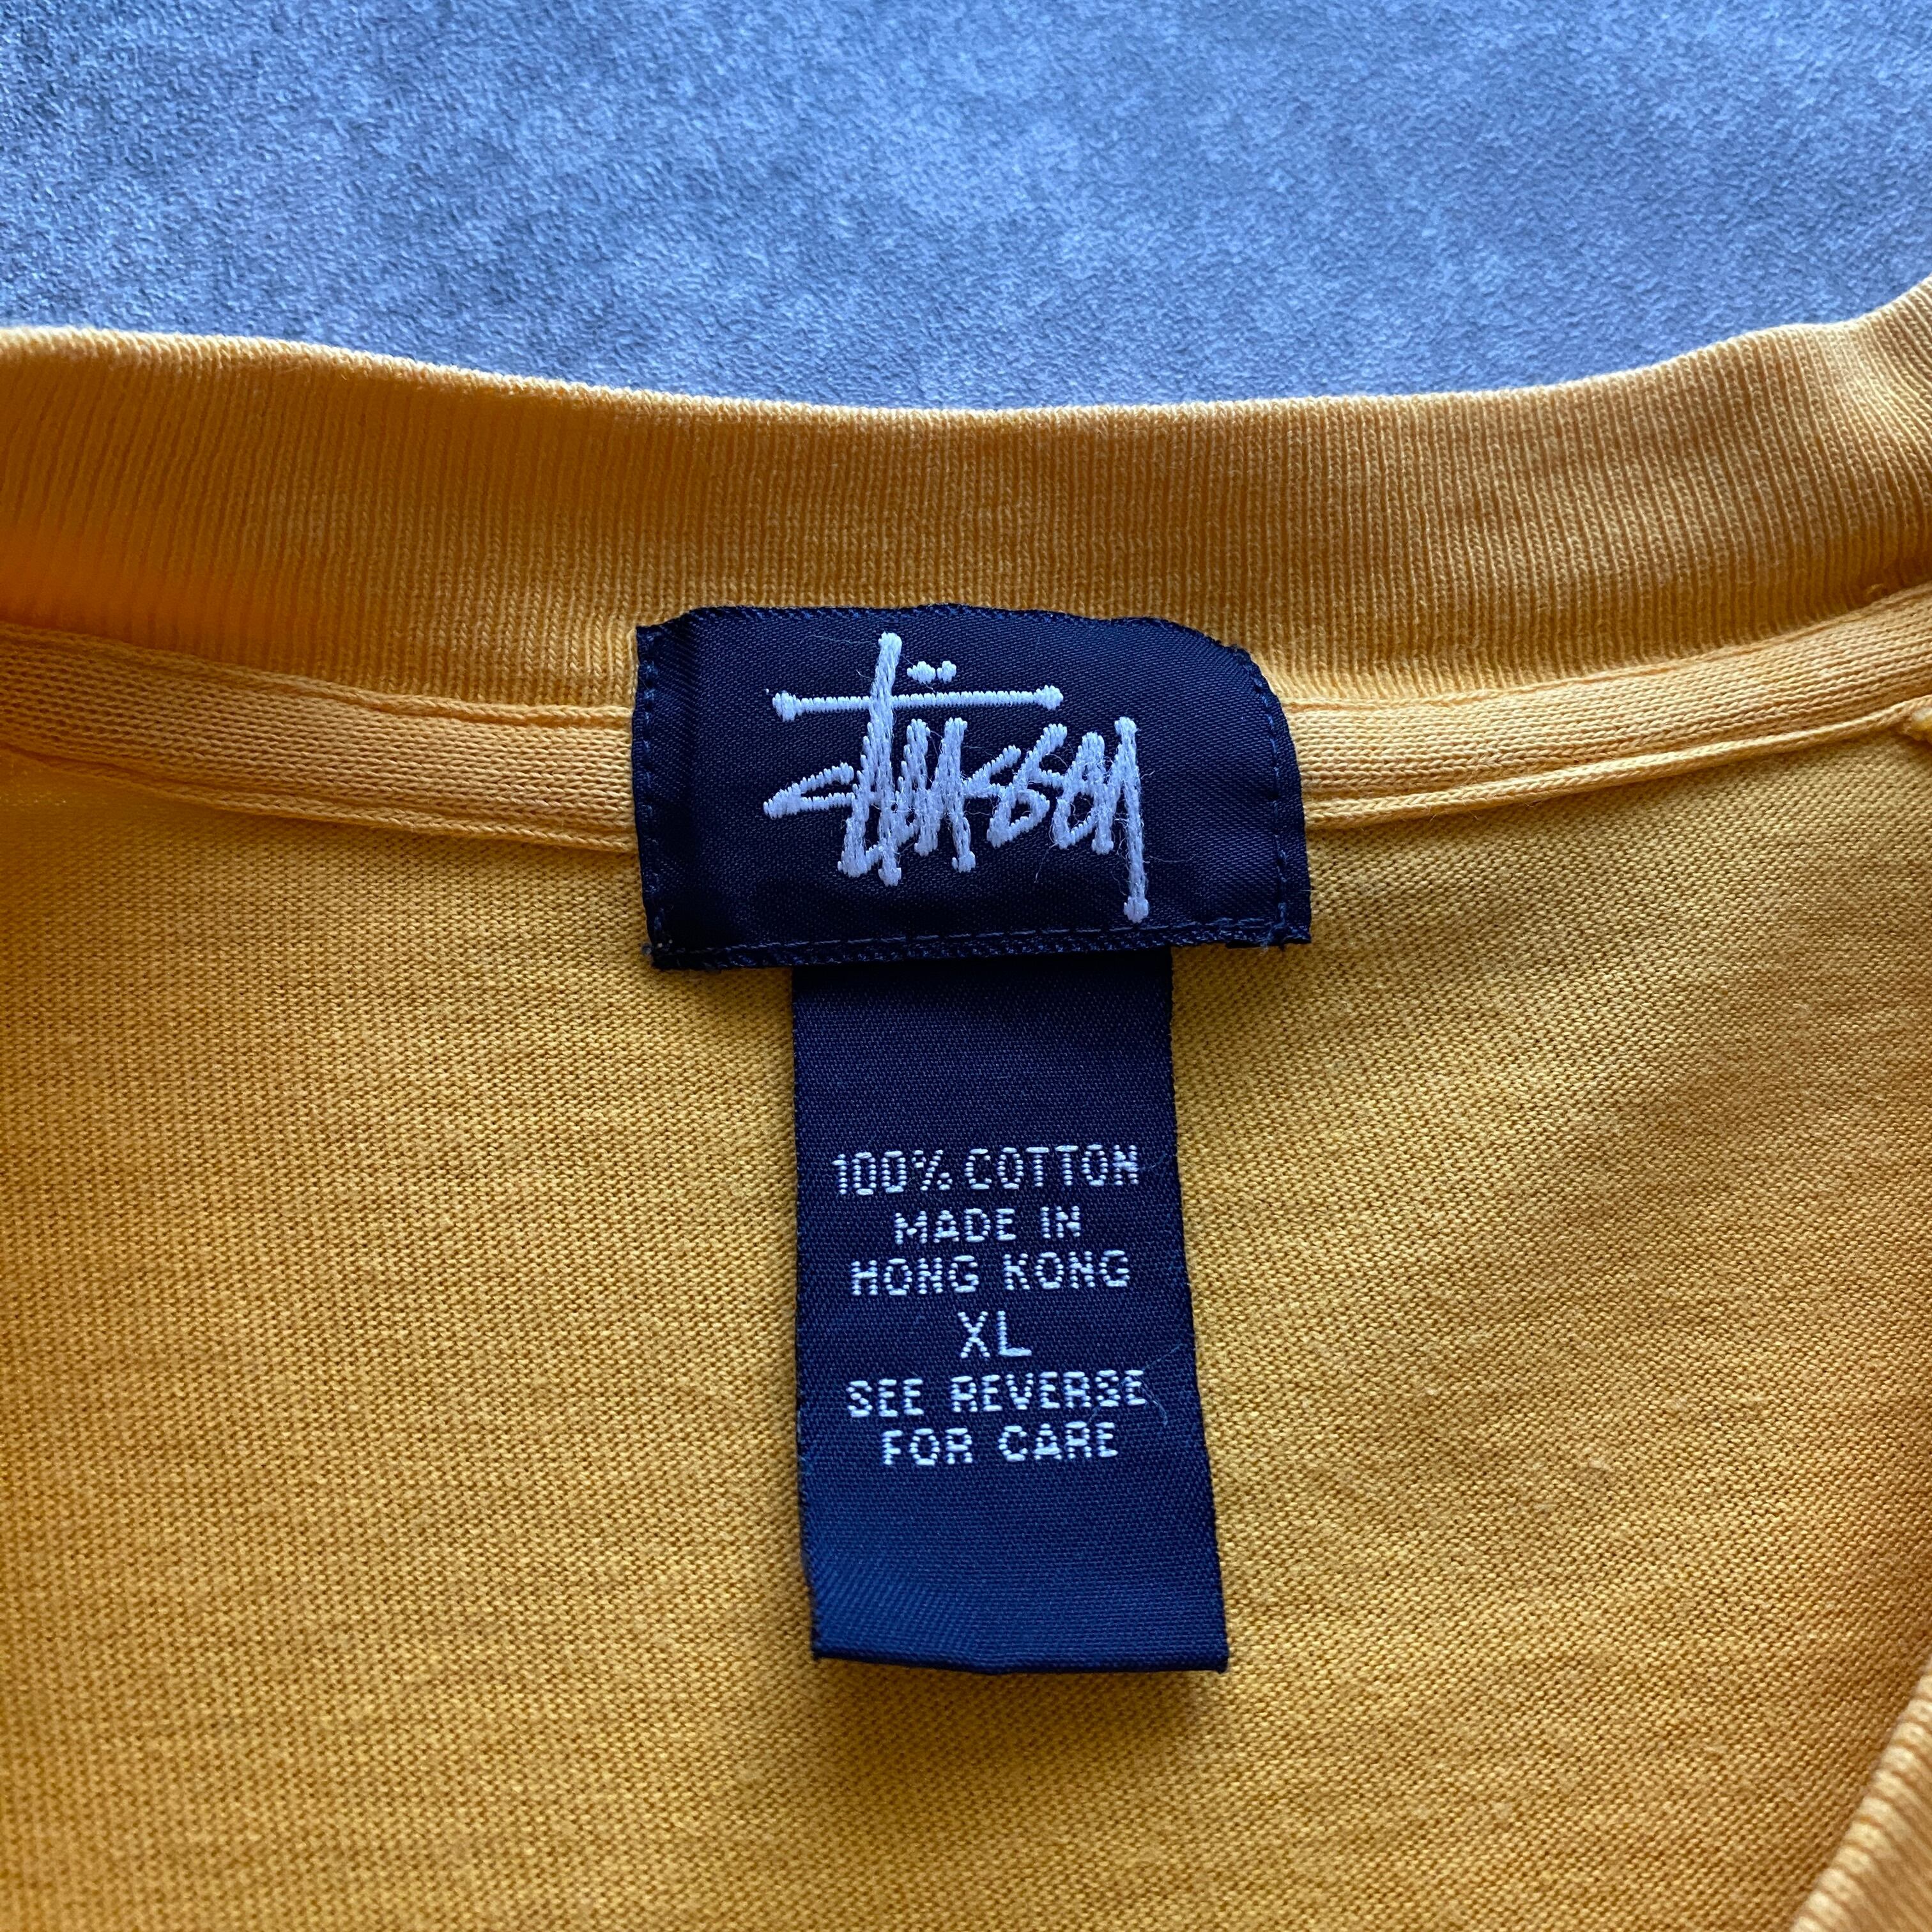 Stüssy
100% COTTON
MADE IN
HONG KONG
XL
SEE REVERSE
FOR CARE